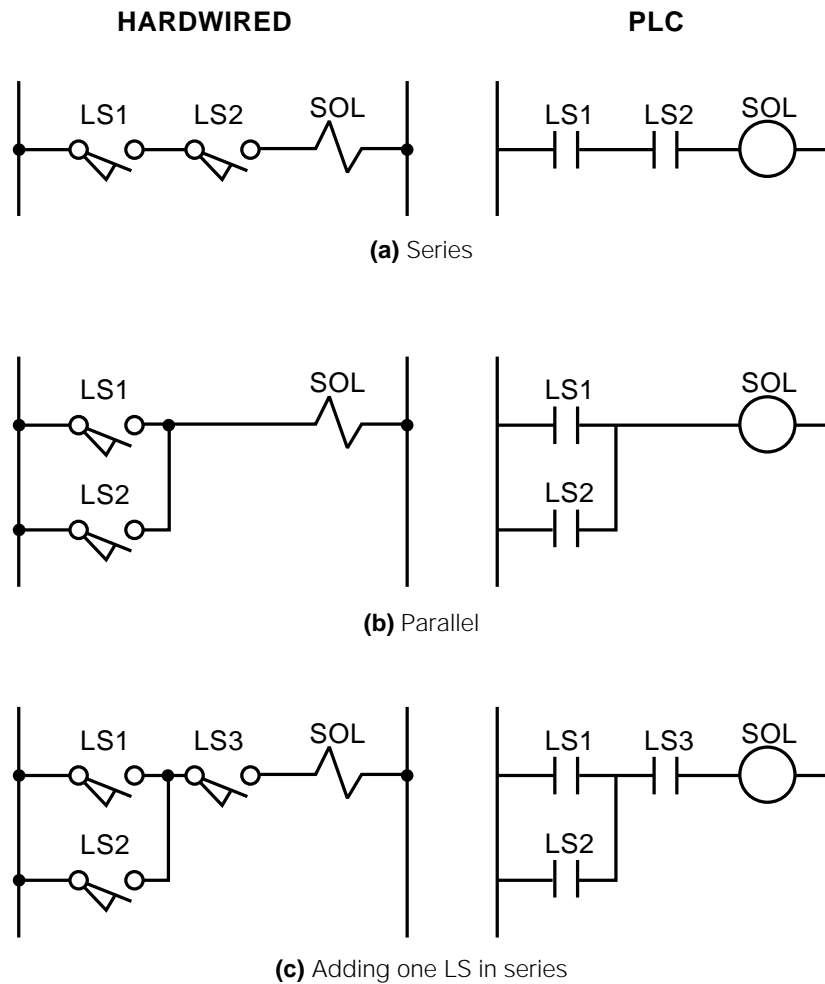 HARDWIRED PLC
LS1 LS2 SOL LS1 LS2 SOL
(a) Series
LS1 SOL LS1 SOL
LS2 LS2
(b) Parallel
LS1 LS3 SOL LS1 LS3 SOL
LS2 LS2
(c) Adding one LS in series